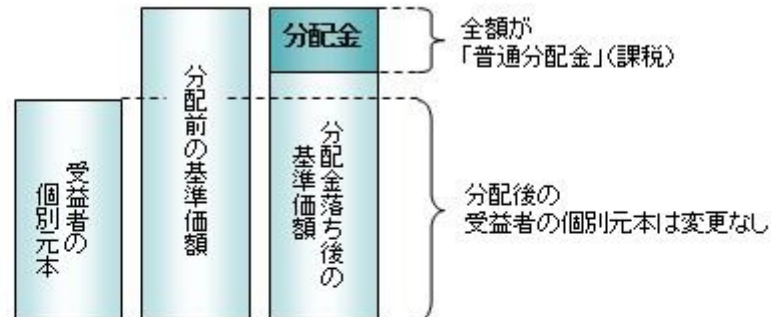 受益者の
個別元本
分配前の基準価額
分配金
分配金落ち後の
基準価額
全額が
「普通分配金」(課税)
分配後の
受益者の個別元本は変更なし